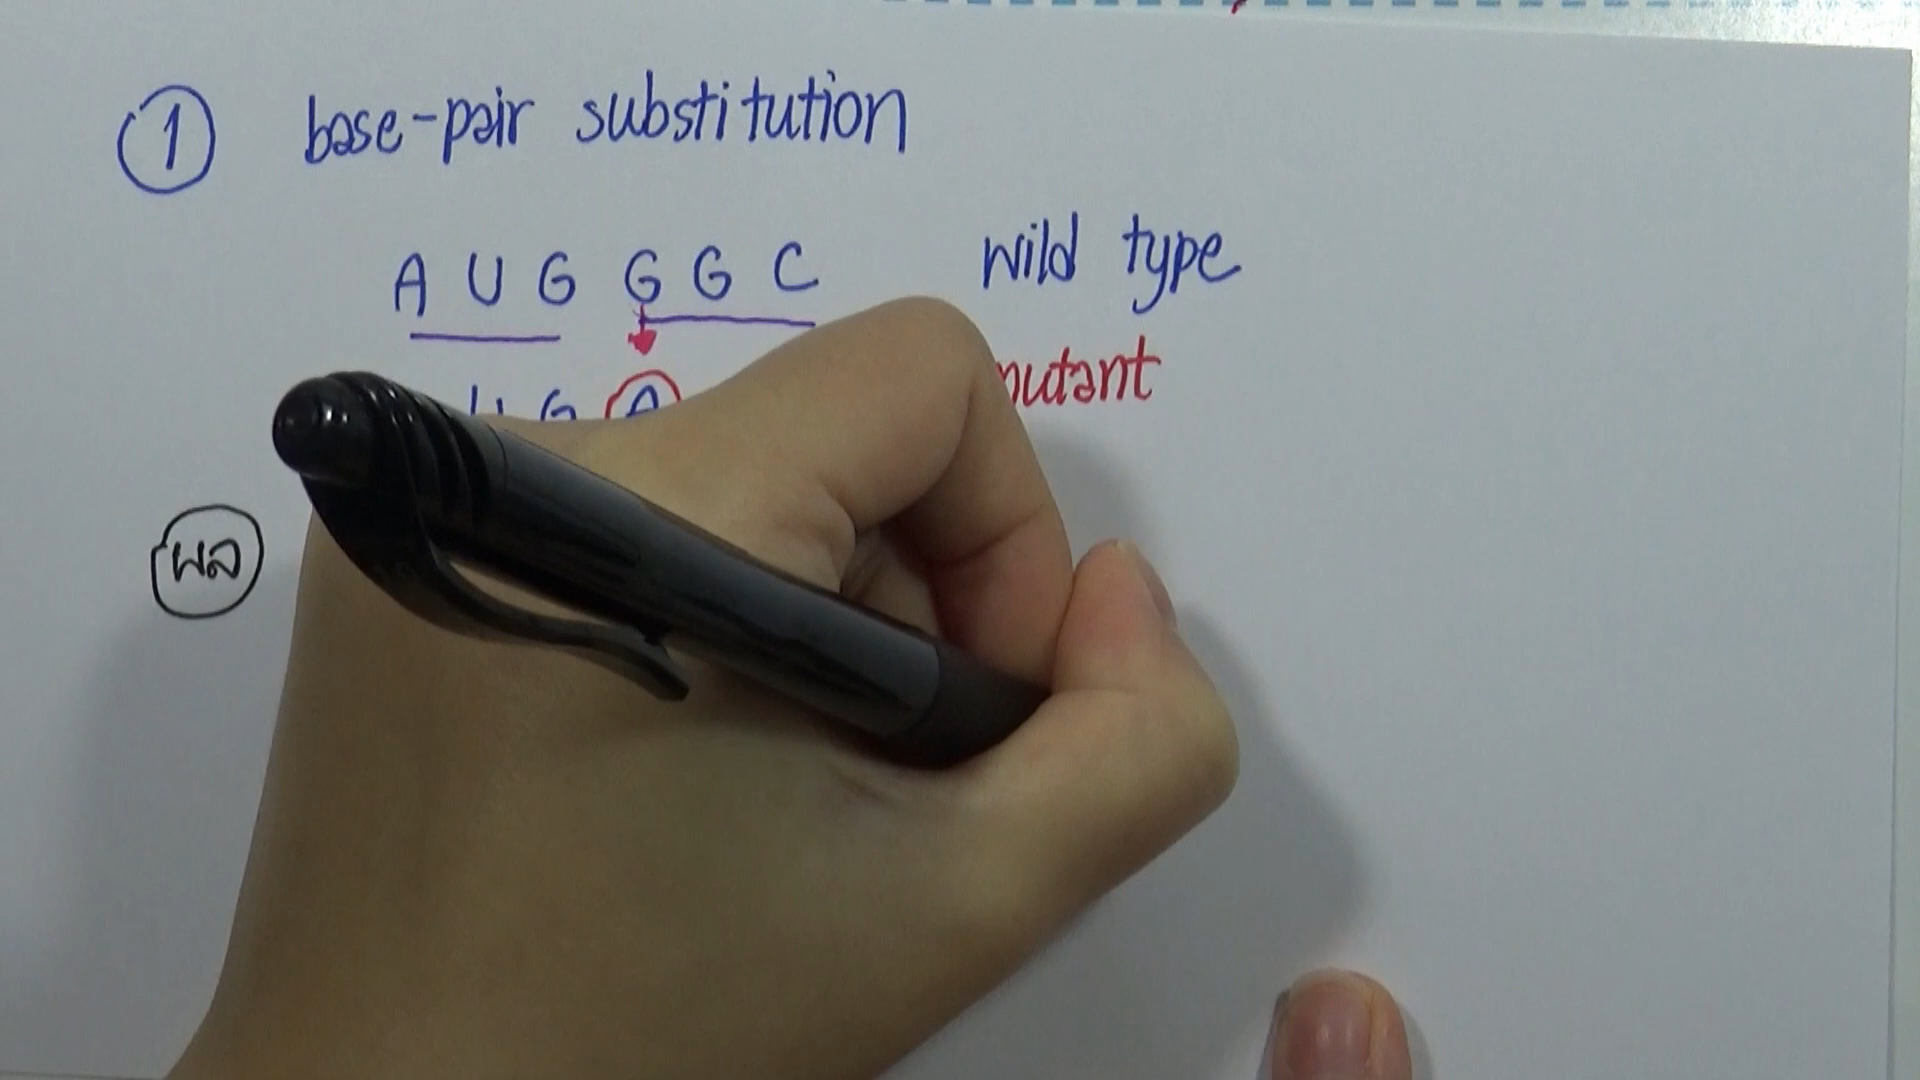 ① base-pair substitution
A U G G G C wild type
U G A mutant
ผล